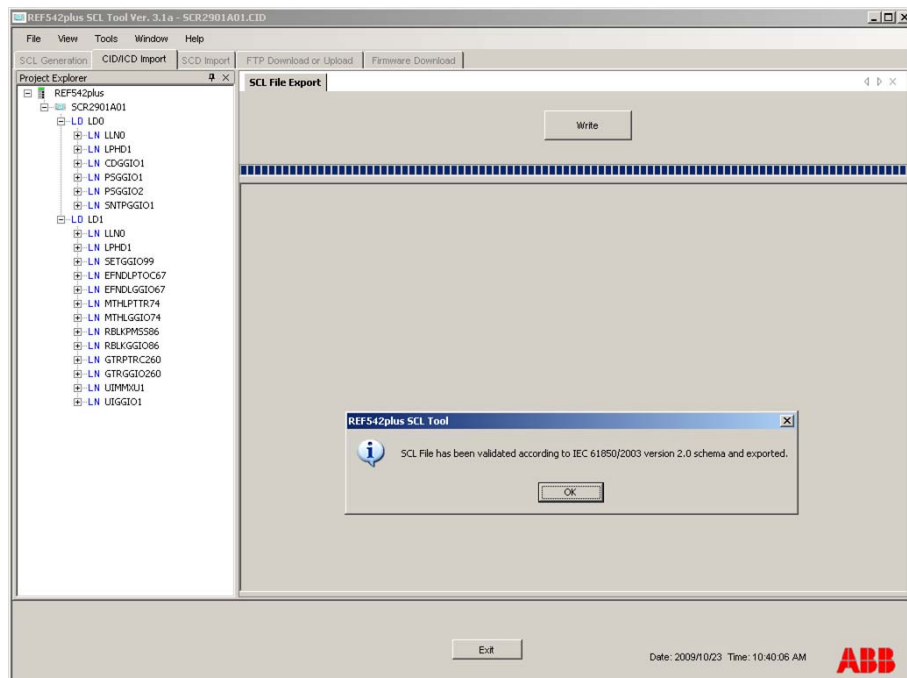 REF542plus SCL Tool Ver. 3.1a - SCR2901A01.CID
File View Tools Window Help
SCL Generation CID/ICD Import SCD Import FTP Download or Upload Firmware Download
Project Explorer
SCL File Export
REF542plus
SCR2901A01
LD LD0
LN LLN0
LN LPHD1
LN CDGGIO1
LN PSGGIO1
LN PSGGIO2
LN SNTPGGIO1
LD LD1
LN LLN0
LN LPHD1
LN SETGGIO99
LN EFNDLPTOC67
LN EFNDLGGIO67
LN MTHLPTTR74
LN MTHLGGIO74
LN RBLKPMSS86
LN RBLKGGIO86
LN GTRPTRC260
LN GTRGGIO260
LN UIMMXU1
LN UIGGIO1
Write
REF542plus SCL Tool
SCL File has been validated according to IEC 61850/2003 version 2.0 schema and exported.
OK
Exit
Date: 2009/10/23 Time: 10:40:06 AM
ABB